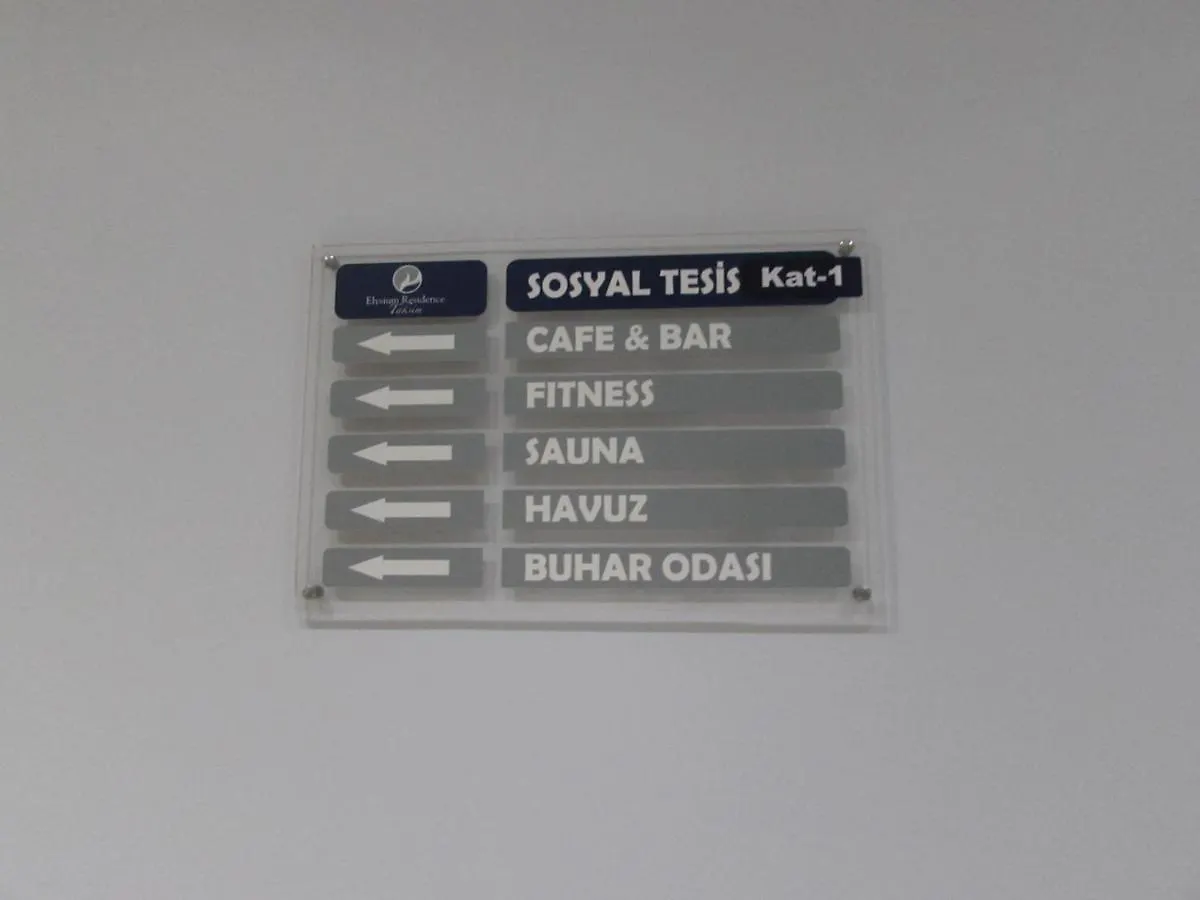 Elysium Residence
Taksim
SOSYAL TESİS Kat-1
CAFE & BAR
FITNESS
SAUNA
HAVUZ
BUHAR ODASI